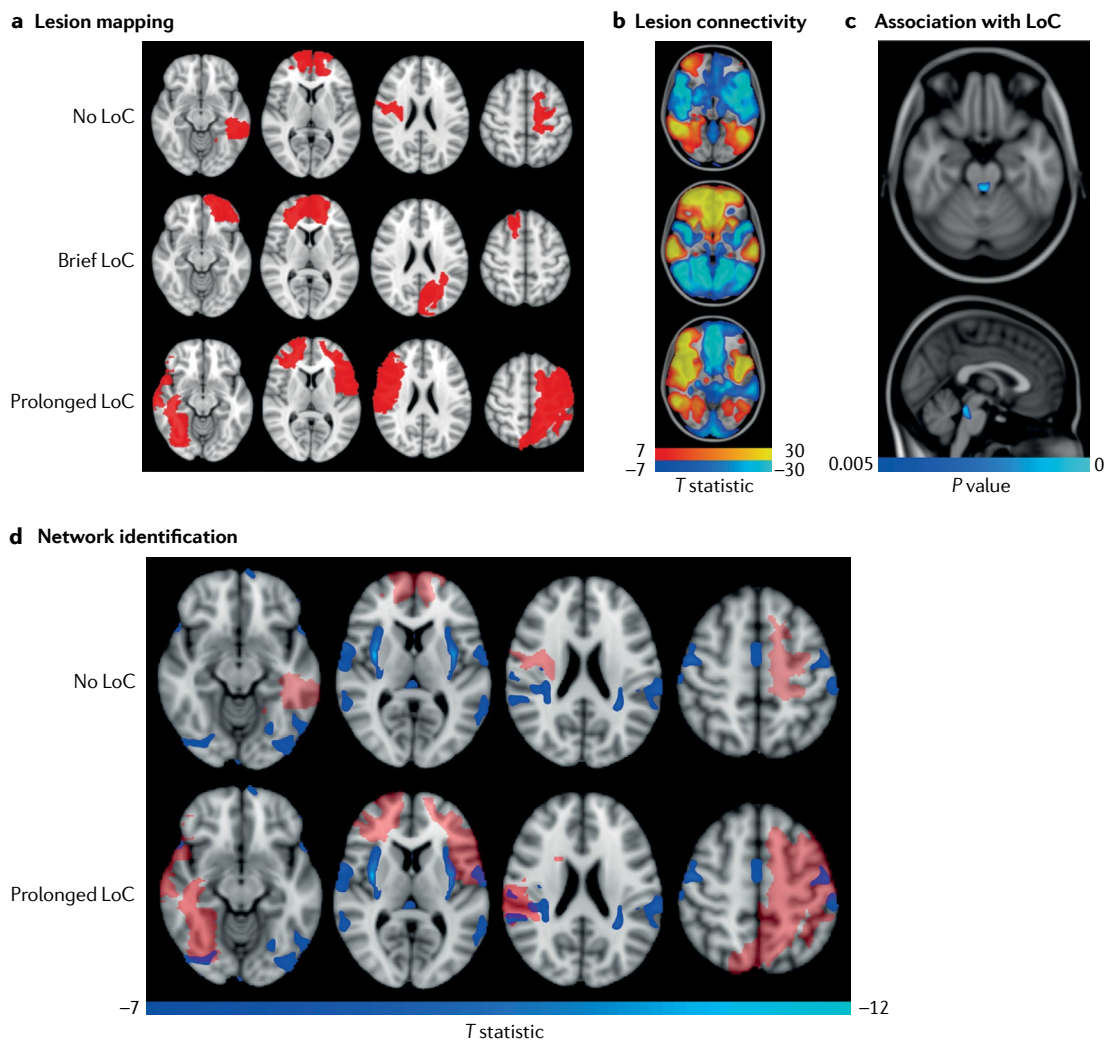 a Lesion mapping
No LoC
Brief LoC
Prolonged LoC
b Lesion connectivity
7 30
–7 –30
T statistic
c Association with LoC
0.005 0
P value
d Network identification
No LoC
Prolonged LoC
–7 –12
T statistic